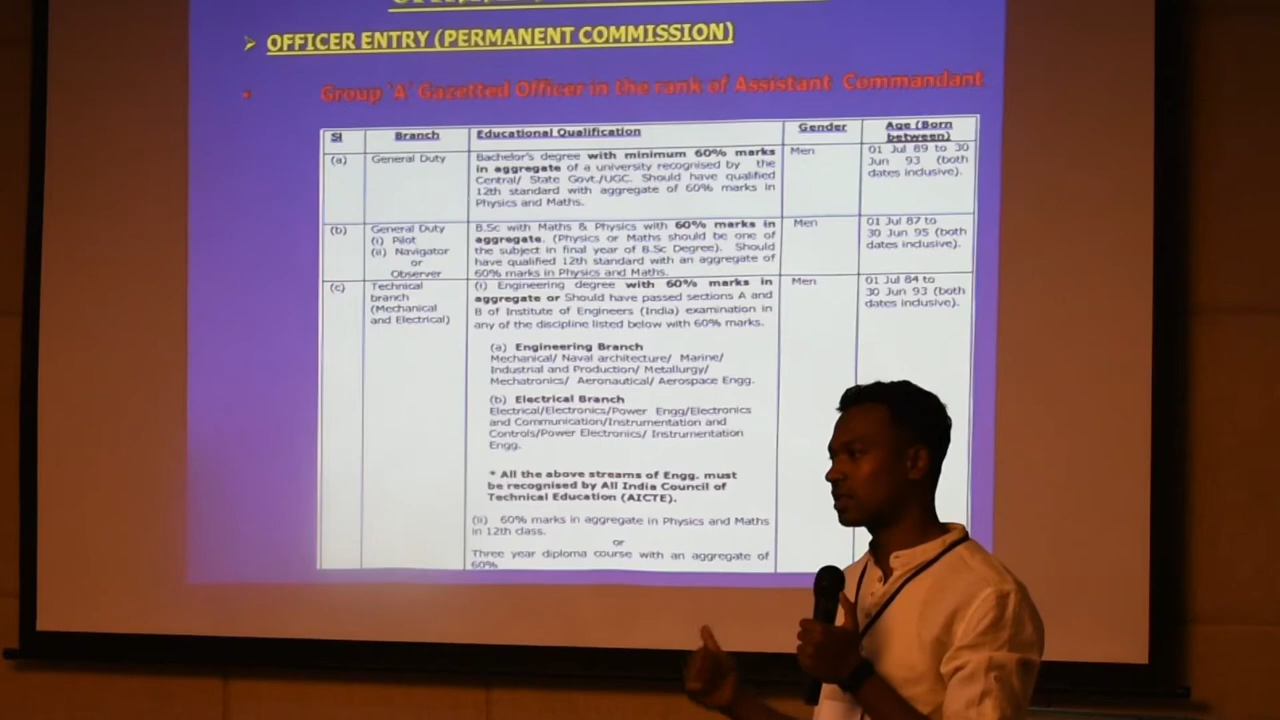 ➢ OFFICER ENTRY (PERMANENT COMMISSION)
• Group 'A' Gazetted Officer in the rank of Assistant Commandant
Sl
Branch
Educational Qualification
Gender
Age (Born
between)
(a)
General Duty
Bachelor's degree with minimum 60% marks
in aggregate of a university recognised by the
Central/ State Govt./UGC. Should have qualified
12th standard with aggregate of 60% marks in
Physics and Maths.
Men
01 Jul 89 to 30
Jun 93 (both
dates inclusive).
(b)
General Duty
(i) Pilot
(ii) Navigator
or
Observer
B.Sc with Maths & Physics with 60% marks in
aggregate. (Physics or Maths should be one of
the subject in final year of B.Sc Degree). Should
have qualified 12th standard with an aggregate of
60% marks in Physics and Maths.
Men
01 Jul 87 to
30 Jun 95 (both
dates inclusive).
(c)
Technical
branch
(Mechanical
and Electrical)
(i) Engineering degree with 60% marks in
aggregate or Should have passed sections A and
B of Institute of Engineers (India) examination in
any of the discipline listed below with 60% marks.
(a) Engineering Branch
Mechanical/ Naval architecture/ Marine/
Industrial and Production/ Metallurgy/
Mechatronics/ Aeronautical/ Aerospace Engg.
(b) Electrical Branch
Electrical/Electronics/Power Engg/Electronics
and Communication/Instrumentation and
Controls/Power Electronics/ Instrumentation
Engg.
* All the above streams of Engg. must
be recognised by All India Council of
Technical Education (AICTE).
(ii) 60% marks in aggregate in Physics and Maths
in 12th class.
or
Three year diploma course with an aggregate of
60%
Men
01 Jul 84 to
30 Jun 93 (both
dates inclusive).